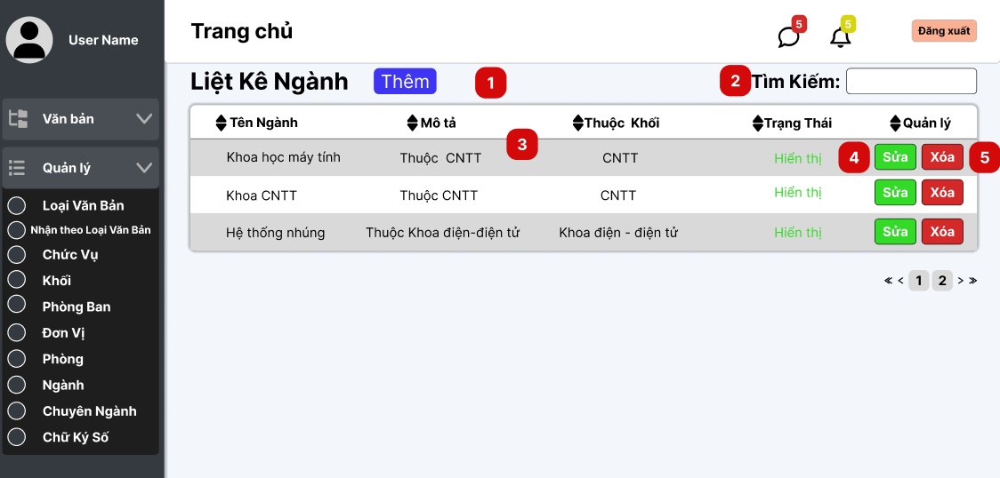 User Name
Trang chủ
5
5
Đăng xuất
Liệt Kê Ngành
Thêm
1
2
Tìm Kiếm:
Văn bản
Quản lý
Loại Văn Bản
Nhận theo Loại Văn Bản
Chức Vụ
Khối
Phòng Ban
Đơn Vị
Phòng
Ngành
Chuyên Ngành
Chữ Ký Số
Tên Ngành Mô tả Thuộc Khối Trạng Thái Quản lý
3
Khoa học máy tính Thuộc CNTT CNTT Hiển thị 4 Sửa Xóa 5
Khoa CNTT Thuộc CNTT CNTT Hiển thị Sửa Xóa
Hệ thống nhúng Thuộc Khoa điện-điện tử Khoa điện - điện tử Hiển thị Sửa Xóa
« < 1 2 > »